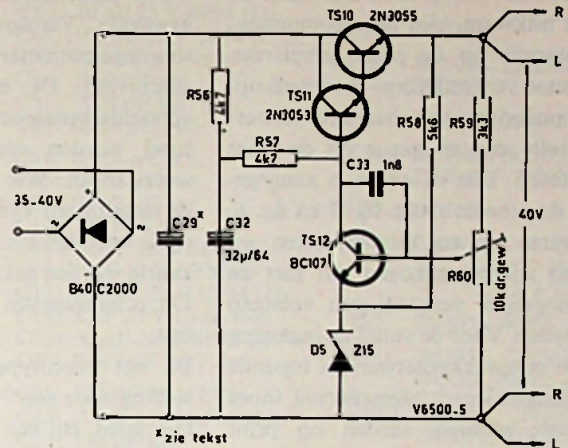 TS10
2N3055
R
L
TS11
2N3053
R56
4k7
R57
4k7
R58
5k6
R59
3k3
C33
1n8
35-40V
~
~
B40C2000
C29 x
C32
32µ/64
TS12
BC107
R60
10k dr.gew
40V
D5
Z15
V6500-5
R
L
x zie tekst